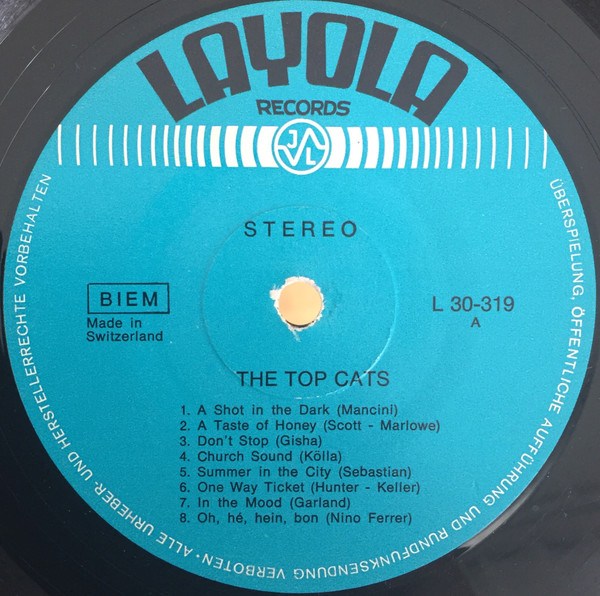 LAYOLA
RECORDS
JVL
STEREO
BIEM
Made in
Switzerland
L 30-319
A
THE TOP CATS
1. A Shot in the Dark (Mancini)
2. A Taste of Honey (Scott - Marlowe)
3. Don't Stop (Gisha)
4. Church Sound (Kölla)
5. Summer in the City (Sebastian)
6. One Way Ticket (Hunter - Keller)
7. In the Mood (Garland)
8. Oh, hé, hein, bon (Nino Ferrer)
ALLE URHEBER- UND HERSTELLERRECHTE VORBEHALTEN
ÜBERSPIELUNG, ÖFFENTLICHE AUFFÜHRUNG UND RUNDFUNKSENDUNG VERBOTEN •